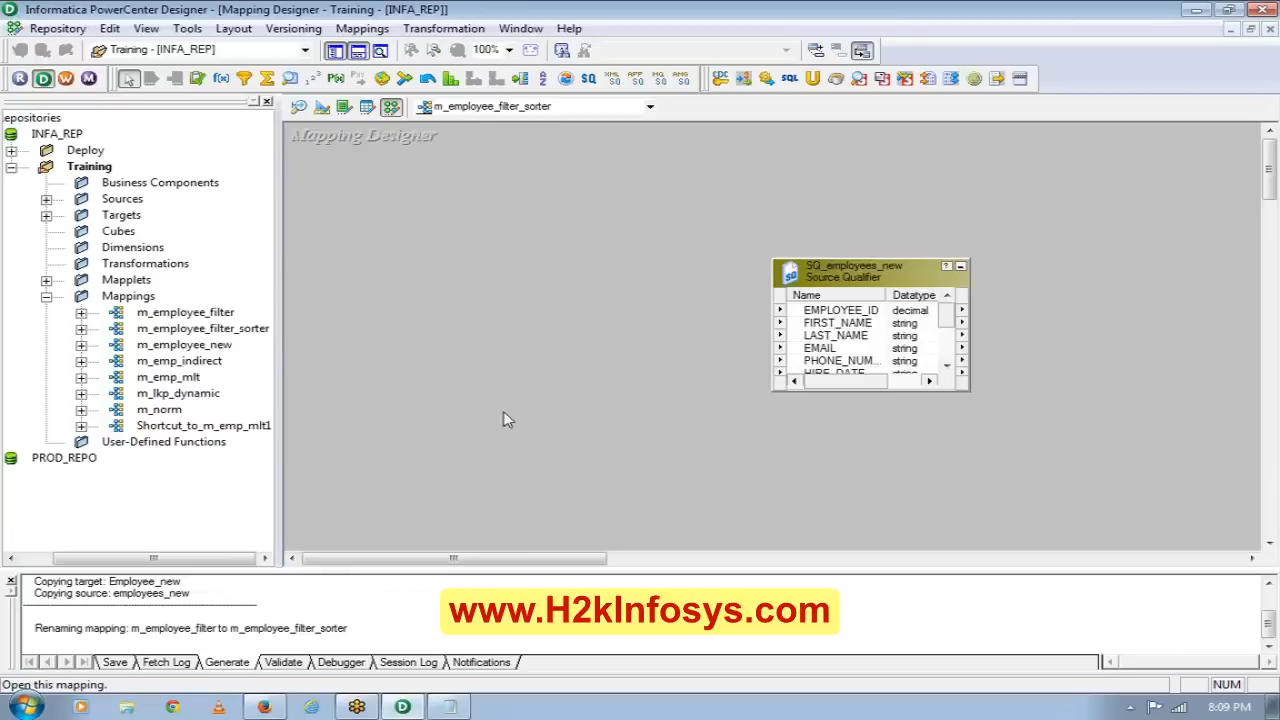 Informatica PowerCenter Designer - [Mapping Designer - Training - [INFA_REP]]
Repository Edit View Tools Layout Versioning Mappings Transformation Window Help
Training - [INFA_REP]
100%
m_employee_filter_sorter
epositories
INFA_REP
Deploy
Training
Business Components
Sources
Targets
Cubes
Dimensions
Transformations
Mapplets
Mappings
m_employee_filter
m_employee_filter_sorter
m_employee_new
m_emp_indirect
m_emp_mlt
m_lkp_dynamic
m_norm
Shortcut_to_m_emp_mlt1
User-Defined Functions
PROD_REPO
Mapping Designer
SQ_employees_new
Source Qualifier
Name Datatype
EMPLOYEE_ID decimal
FIRST_NAME string
LAST_NAME string
EMAIL string
PHONE_NUM... string
HIRE_DATE
Copying target: Employee_new
Copying source: employees_new
Renaming mapping: m_employee_filter to m_employee_filter_sorter
www.H2kInfosys.com
Save Fetch Log Generate Validate Debugger Session Log Notifications
Open this mapping.
NUM
8:09 PM